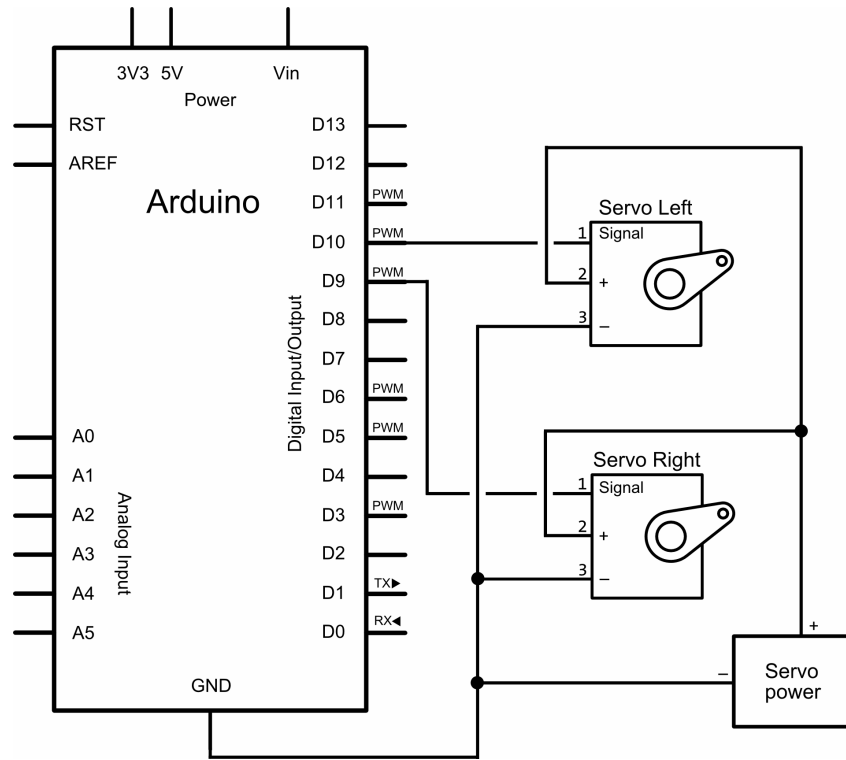 3V3 5V Vin
Power
RST
AREF
Arduino
D13
D12
D11 PWM
D10 PWM
D9 PWM
D8
D7
D6 PWM
D5 PWM
D4
D3 PWM
D2
D1 TX▶
D0 RX◀
Digital Input/Output
A0
A1
A2
A3
A4
A5
Analog Input
GND
Servo Left
1 Signal
2 +
3 –
Servo Right
1 Signal
2 +
3 –
+
–
Servo
power